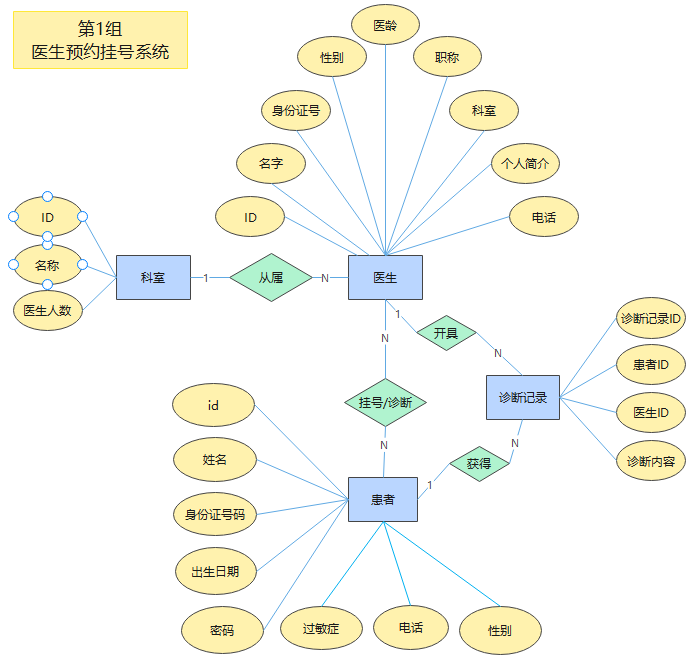 第1组
医生预约挂号系统
医龄
性别
职称
身份证号
科室
名字
个人简介
ID
电话
ID
名称
医生人数
科室
1
从属
N
医生
1
开具
N
N
挂号/诊断
N
诊断记录
诊断记录ID
患者ID
医生ID
诊断内容
N
获得
1
患者
id
姓名
身份证号码
出生日期
密码
过敏症
电话
性别